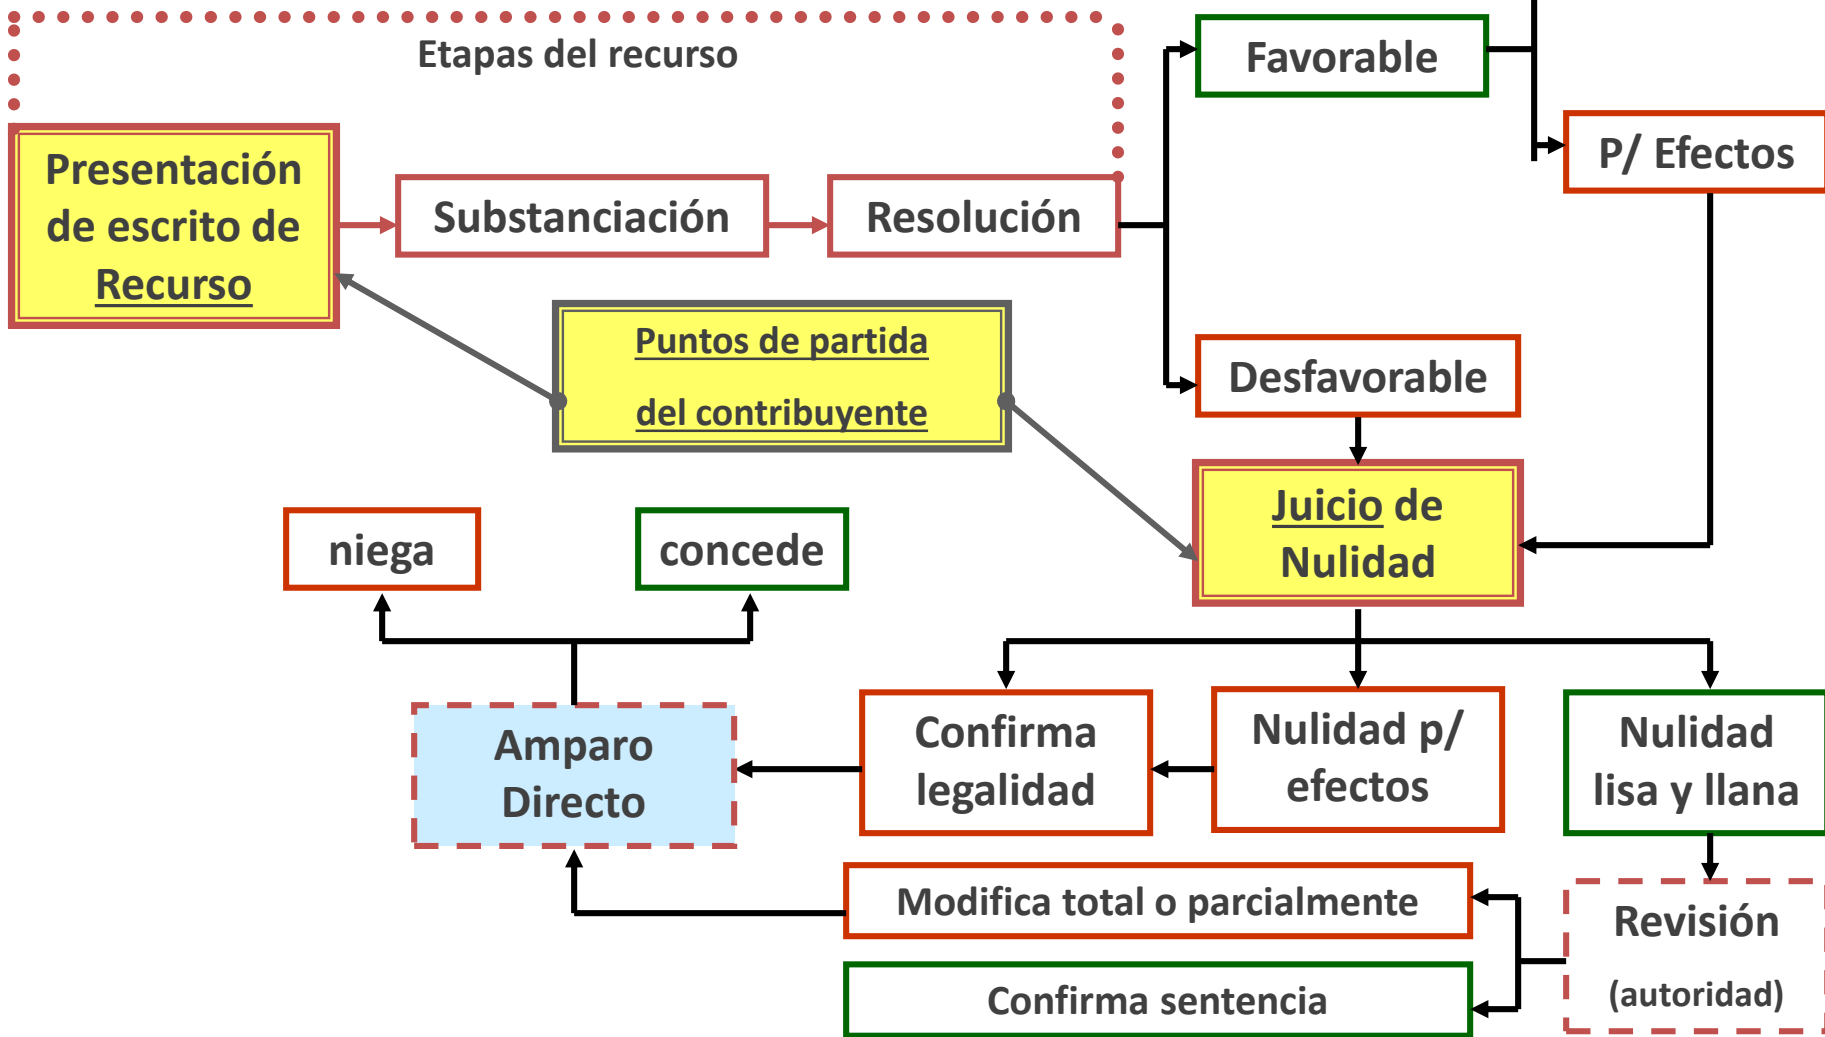 Etapas del recurso
Favorable
P/ Efectos
Presentación
de escrito de
Recurso
Substanciación
Resolución
Puntos de partida
del contribuyente
Desfavorable
Juicio de
Nulidad
niega
concede
Amparo
Directo
Confirma
legalidad
Nulidad p/
efectos
Nulidad
lisa y llana
Modifica total o parcialmente
Confirma sentencia
Revisión
(autoridad)